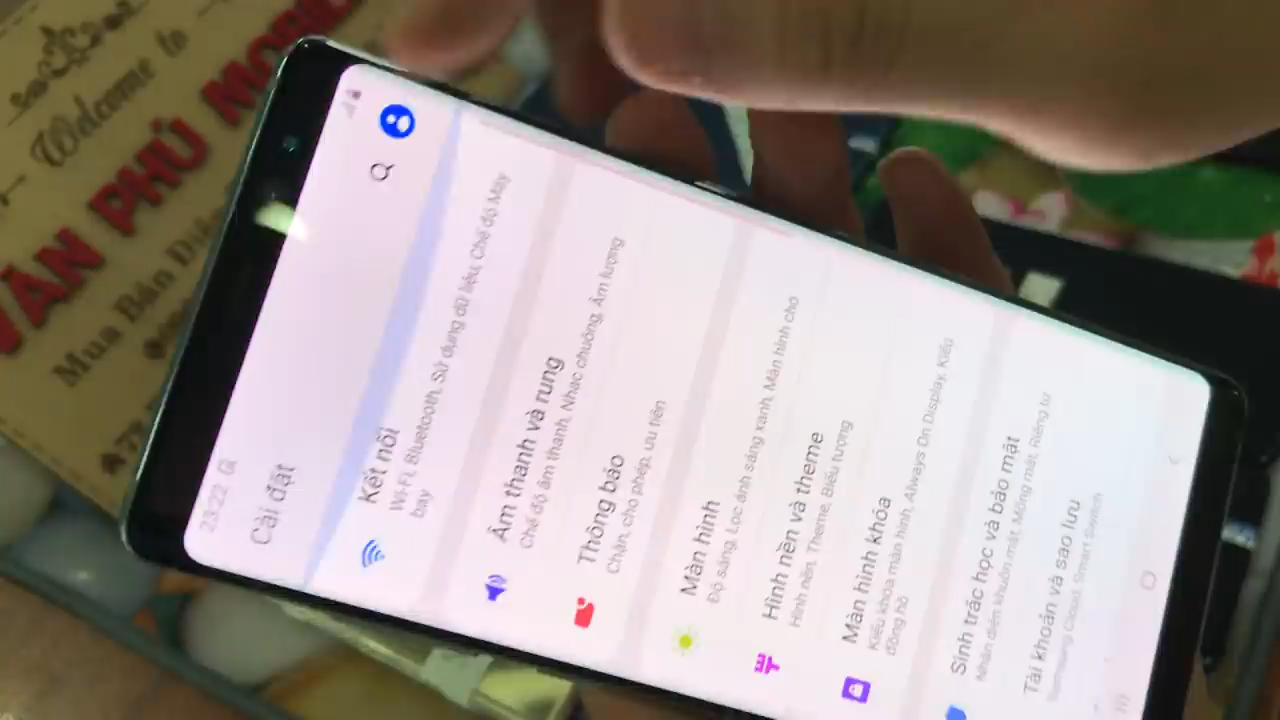 Welcome to
VĂN PHÚ
Mua Bán
23:22
Cài đặt
Kết nối
Wi-Fi, Bluetooth, Sử dụng dữ liệu, Chế độ Máy
bay
Âm thanh và rung
Chế độ âm thanh, Nhạc chuông, Âm lượng
Thông báo
Chặn, cho phép, ưu tiên
Màn hình
Độ sáng, Lọc ánh sáng xanh, Màn hình chờ
Hình nền và theme
Hình nền, Theme, Biểu tượng
Màn hình khóa
Kiểu khóa màn hình, Always On Display, Kiểu
đồng hồ
Sinh trắc học và bảo mật
Nhận diện khuôn mặt, Mống mắt, Riêng tư
Tài khoản và sao lưu
Samsung Cloud, Smart Switch